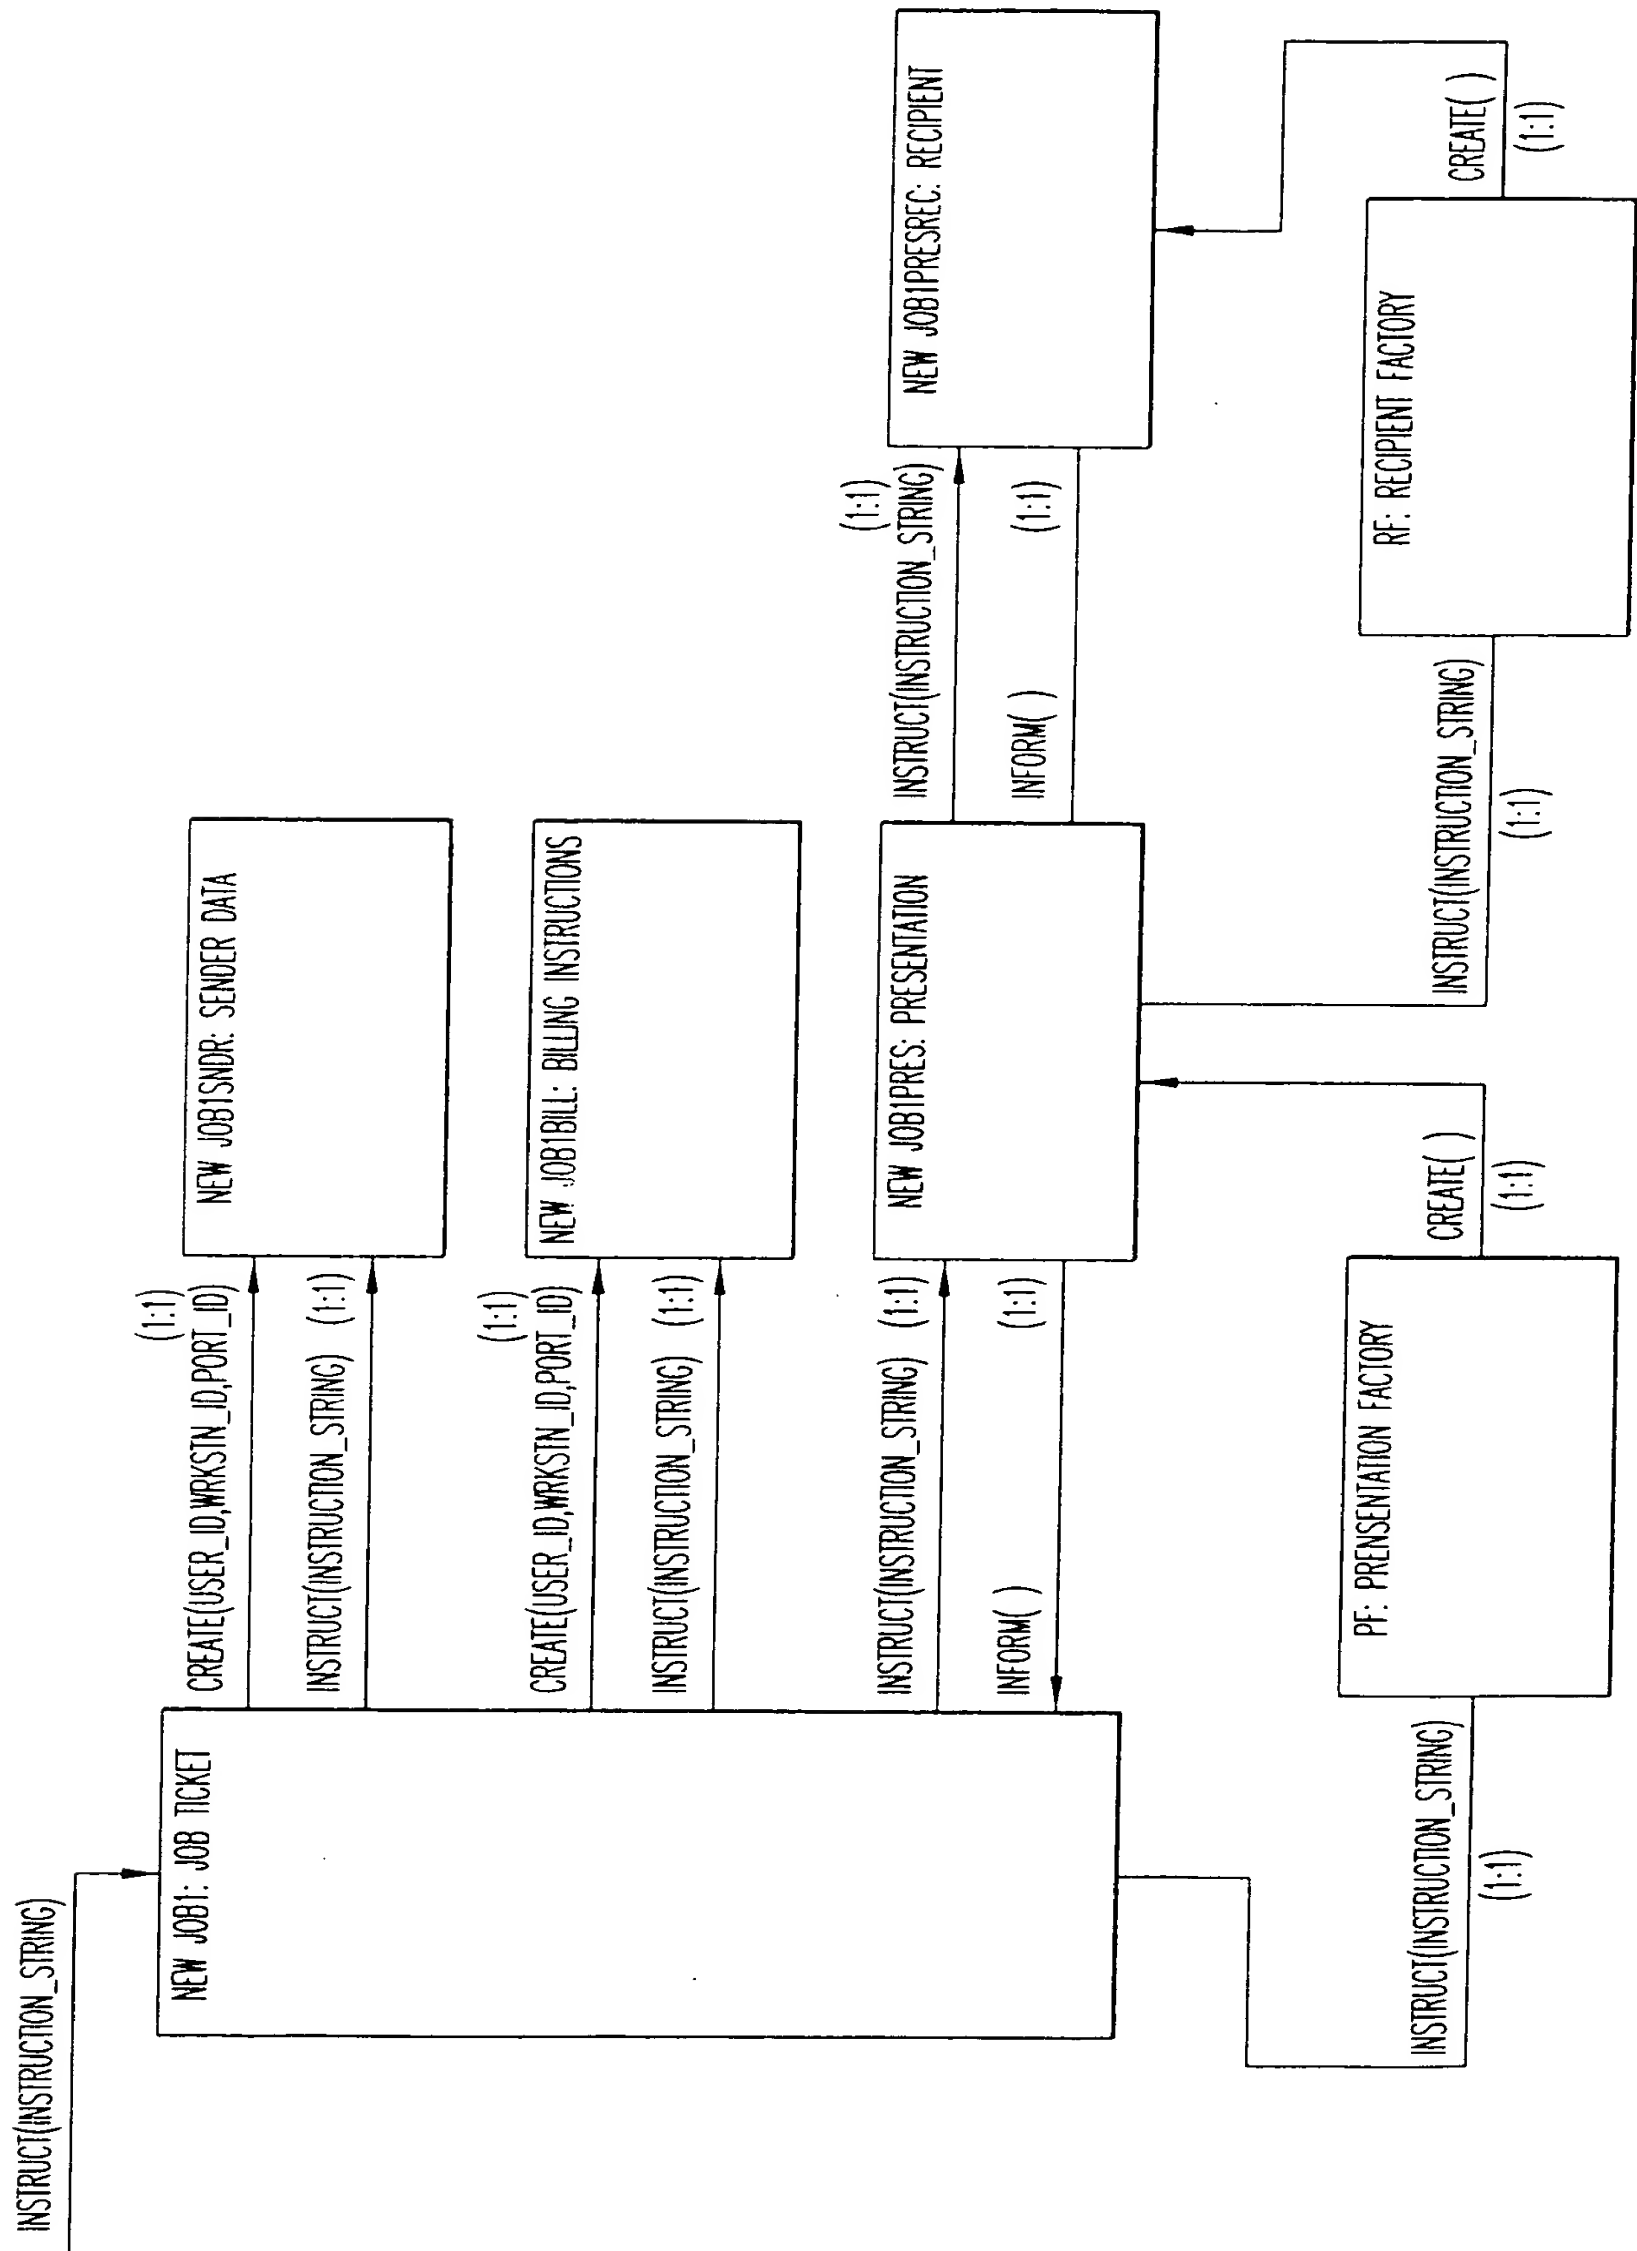 INSTRUCT(INSTRUCTION_STRING)
NEW JOB1: JOB TICKET
CREATE(USER_ID,WRKSTN_ID,PORT_ID)
(1:1)
INSTRUCT(INSTRUCTION_STRING) (1:1)
NEW JOB1SNDR: SENDER DATA
CREATE(USER_ID,WRKSTN_ID,PORT_ID)
(1:1)
INSTRUCT(INSTRUCTION_STRING) (1:1)
NEW JOB1BILL: BILLING INSTRUCTIONS
INSTRUCT(INSTRUCTION_STRING) (1:1)
INFORM( ) (1:1)
NEW JOB1PRES: PRESENTATION
INSTRUCT(INSTRUCTION_STRING)
(1:1)
INFORM( ) (1:1)
NEW JOB1PRESREC: RECIPIENT
INSTRUCT(INSTRUCTION_STRING)
(1:1)
PF: PRENSENTATION FACTORY
CREATE( )
(1:1)
INSTRUCT(INSTRUCTION_STRING)
(1:1)
RF: RECIPIENT FACTORY
CREATE( )
(1:1)